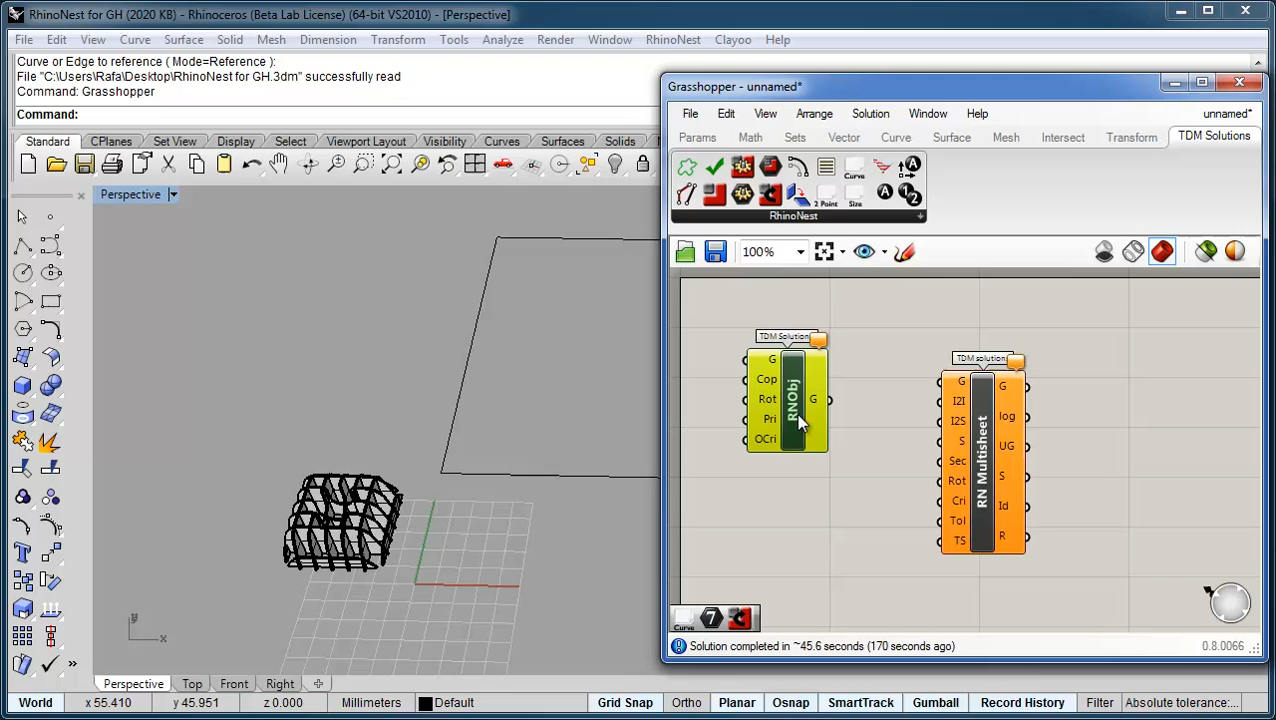 RhinoNest for GH (2020 KB) - Rhinoceros (Beta Lab License) (64-bit VS2010) - [Perspective]
File Edit View Curve Surface Solid Mesh Dimension Transform Tools Analyze Render Window RhinoNest Clayoo Help
Curve or Edge to reference ( Mode=Reference ):
File "C:\Users\Rafa\Desktop\RhinoNest for GH.3dm" successfully read
Command: Grasshopper
Command:
Standard CPlanes Set View Display Select Viewport Layout Visibility Curves Surfaces Solids
Perspective
Grasshopper - unnamed*
File Edit View Arrange Solution Window Help unnamed*
Params Math Sets Vector Curve Surface Mesh Intersect Transform TDM Solutions
Curve
2 Point Size
RhinoNest
100%
TDM Solution
G
Cop
Rot
Pri
OCri
RNObj
G
TDM solution
G
I2I
I2S
S
Sec
Rot
Cri
Tol
TS
RN Multisheet
G
log
UG
S
Id
R
Curve
Solution completed in ~45.6 seconds (170 seconds ago) 0.8.0066
y
x
Perspective Top Front Right
World x 55.410 y 45.951 z 0.000 Millimeters Default Grid Snap Ortho Planar Osnap SmartTrack Gumball Record History Filter Absolute tolerance:...